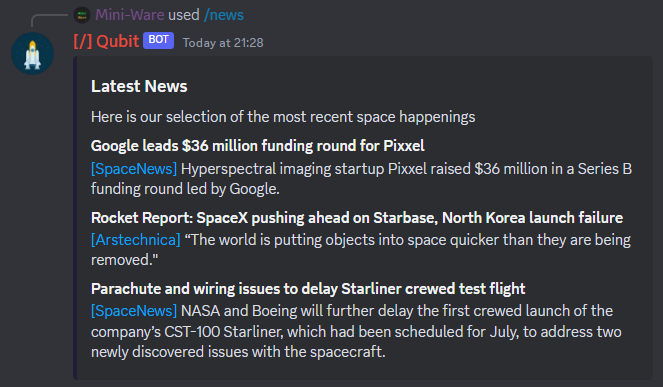 Mini-Ware used /news
[/] Qubit BOT Today at 21:28
Latest News
Here is our selection of the most recent space happenings
Google leads $36 million funding round for Pixxel
[SpaceNews] Hyperspectral imaging startup Pixxel raised $36 million in a Series B
funding round led by Google.
Rocket Report: SpaceX pushing ahead on Starbase, North Korea launch failure
[Arstechnica] “The world is putting objects into space quicker than they are being
removed."
Parachute and wiring issues to delay Starliner crewed test flight
[SpaceNews] NASA and Boeing will further delay the first crewed launch of the
company’s CST-100 Starliner, which had been scheduled for July, to address two
newly discovered issues with the spacecraft.